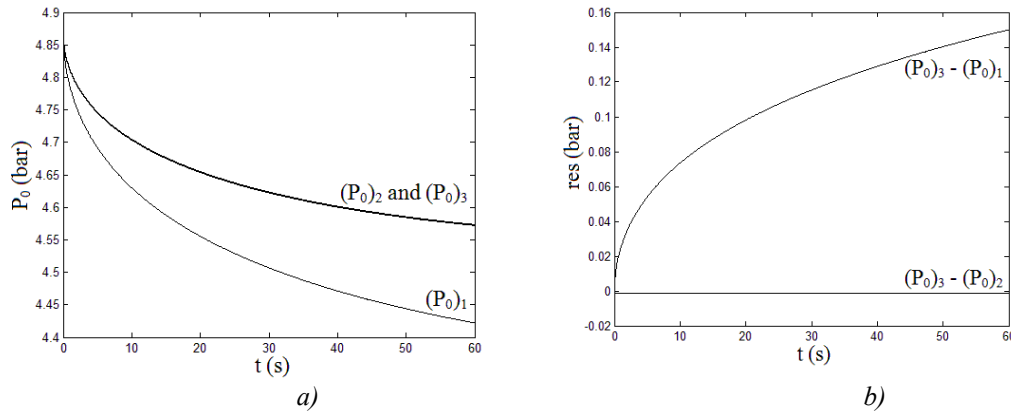 4.9
4.85
4.8
4.75
4.7
4.65
4.6
4.55
4.5
4.45
4.4
P₀ (bar)
(P₀)₂ and (P₀)₃
(P₀)₁
0 10 20 30 40 50 60
t (s)
a)
0.16
0.14
0.12
0.1
0.08
0.06
0.04
0.02
0
-0.02
res (bar)
(P₀)₃ - (P₀)₁
(P₀)₃ - (P₀)₂
0 10 20 30 40 50 60
t (s)
b)